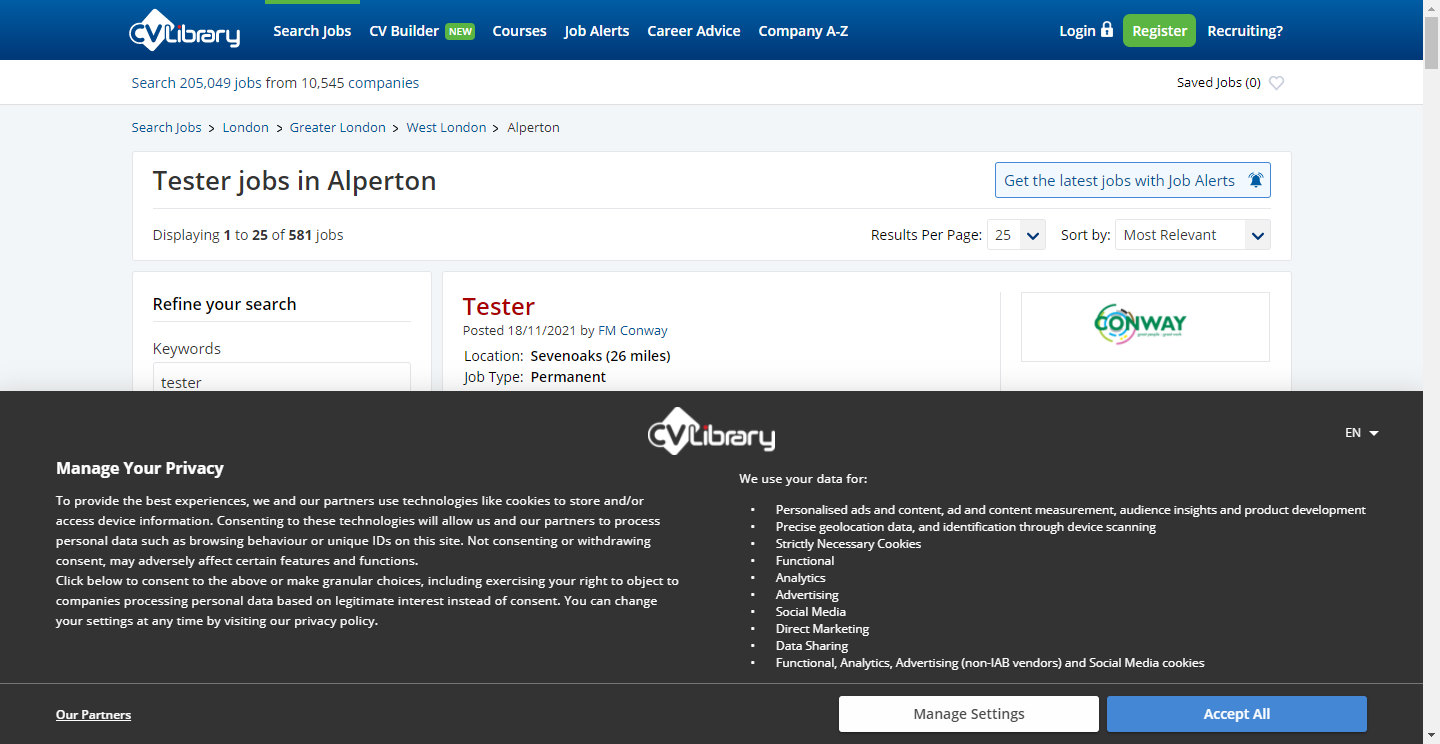 CVLibrary Search Jobs CV Builder NEW Courses Job Alerts Career Advice Company A-Z Login Register Recruiting?
Search 205,049 jobs from 10,545 companies Saved Jobs (0)
Search Jobs > London > Greater London > West London > Alperton
Tester jobs in Alperton Get the latest jobs with Job Alerts
Displaying 1 to 25 of 581 jobs Results Per Page: 25 Sort by: Most Relevant
Refine your search
Keywords
tester
Tester
Posted 18/11/2021 by FM Conway
Location: Sevenoaks (26 miles)
Job Type: Permanent
CONWAY
CVLibrary
EN
Manage Your Privacy
To provide the best experiences, we and our partners use technologies like cookies to store and/or
access device information. Consenting to these technologies will allow us and our partners to process
personal data such as browsing behaviour or unique IDs on this site. Not consenting or withdrawing
consent, may adversely affect certain features and functions.
Click below to consent to the above or make granular choices, including exercising your right to object to
companies processing personal data based on legitimate interest instead of consent. You can change
your settings at any time by visiting our privacy policy.
We use your data for:
• Personalised ads and content, ad and content measurement, audience insights and product development
• Precise geolocation data, and identification through device scanning
• Strictly Necessary Cookies
• Functional
• Analytics
• Advertising
• Social Media
• Direct Marketing
• Data Sharing
• Functional, Analytics, Advertising (non-IAB vendors) and Social Media cookies
Our Partners Manage Settings Accept All